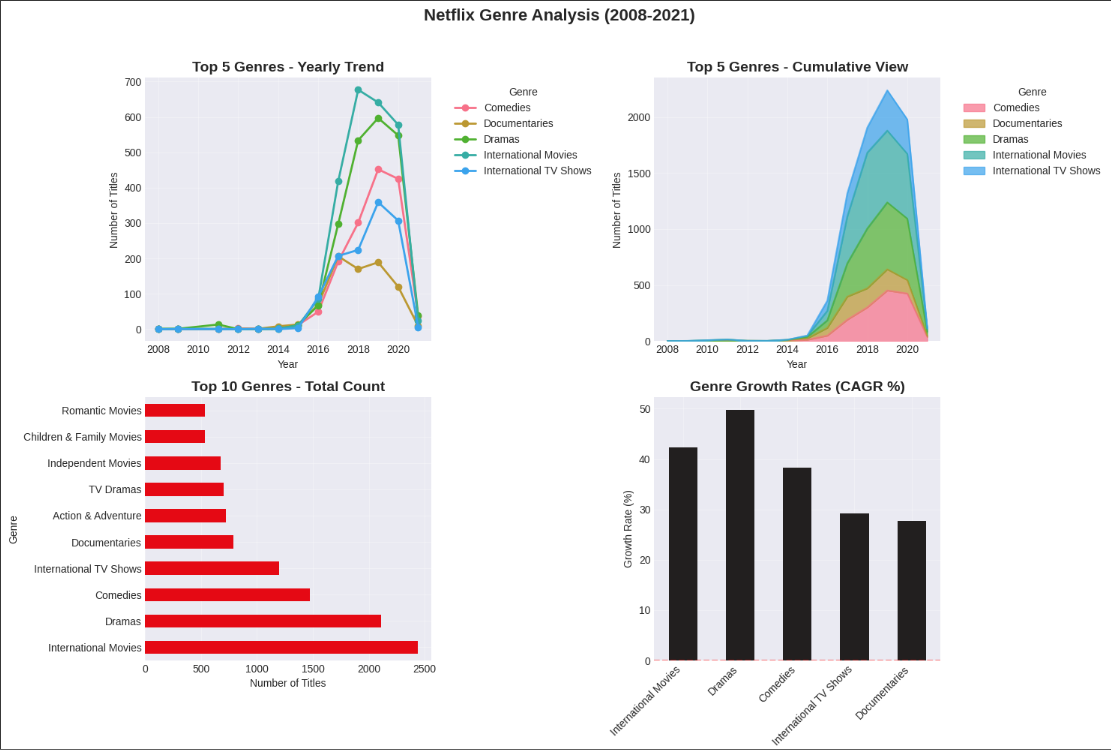 Netflix Genre Analysis (2008-2021)
Top 5 Genres - Yearly Trend
Number of Titles
700
600
500
400
300
200
100
0
2008 2010 2012 2014 2016 2018 2020
Year
Genre
Comedies
Documentaries
Dramas
International Movies
International TV Shows
Top 5 Genres - Cumulative View
Number of Titles
2000
1500
1000
500
0
2008 2010 2012 2014 2016 2018 2020
Year
Genre
Comedies
Documentaries
Dramas
International Movies
International TV Shows
Top 10 Genres - Total Count
Genre
Romantic Movies
Children & Family Movies
Independent Movies
TV Dramas
Action & Adventure
Documentaries
International TV Shows
Comedies
Dramas
International Movies
0 500 1000 1500 2000 2500
Number of Titles
Genre Growth Rates (CAGR %)
Growth Rate (%)
50
40
30
20
10
0
International Movies
Dramas
Comedies
International TV Shows
Documentaries